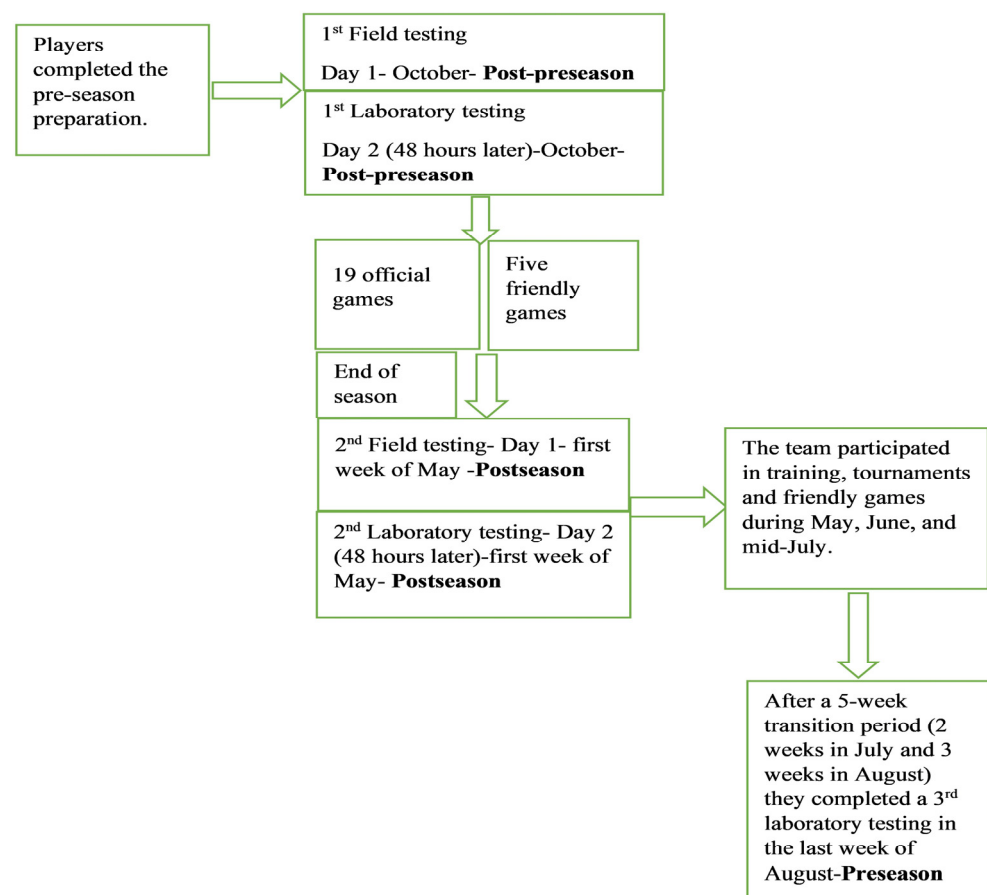 Players
completed the
pre-season
preparation.
1st Field testing
Day 1- October- Post-preseason
1st Laboratory testing
Day 2 (48 hours later)-October-
Post-preseason
19 official
games
Five
friendly
games
End of
season
2nd Field testing- Day 1- first
week of May -Postseason
2nd Laboratory testing- Day 2
(48 hours later)-first week of
May- Postseason
The team participated
in training, tournaments
and friendly games
during May, June, and
mid-July.
After a 5-week
transition period (2
weeks in July and 3
weeks in August)
they completed a 3rd
laboratory testing in
the last week of
August-Preseason